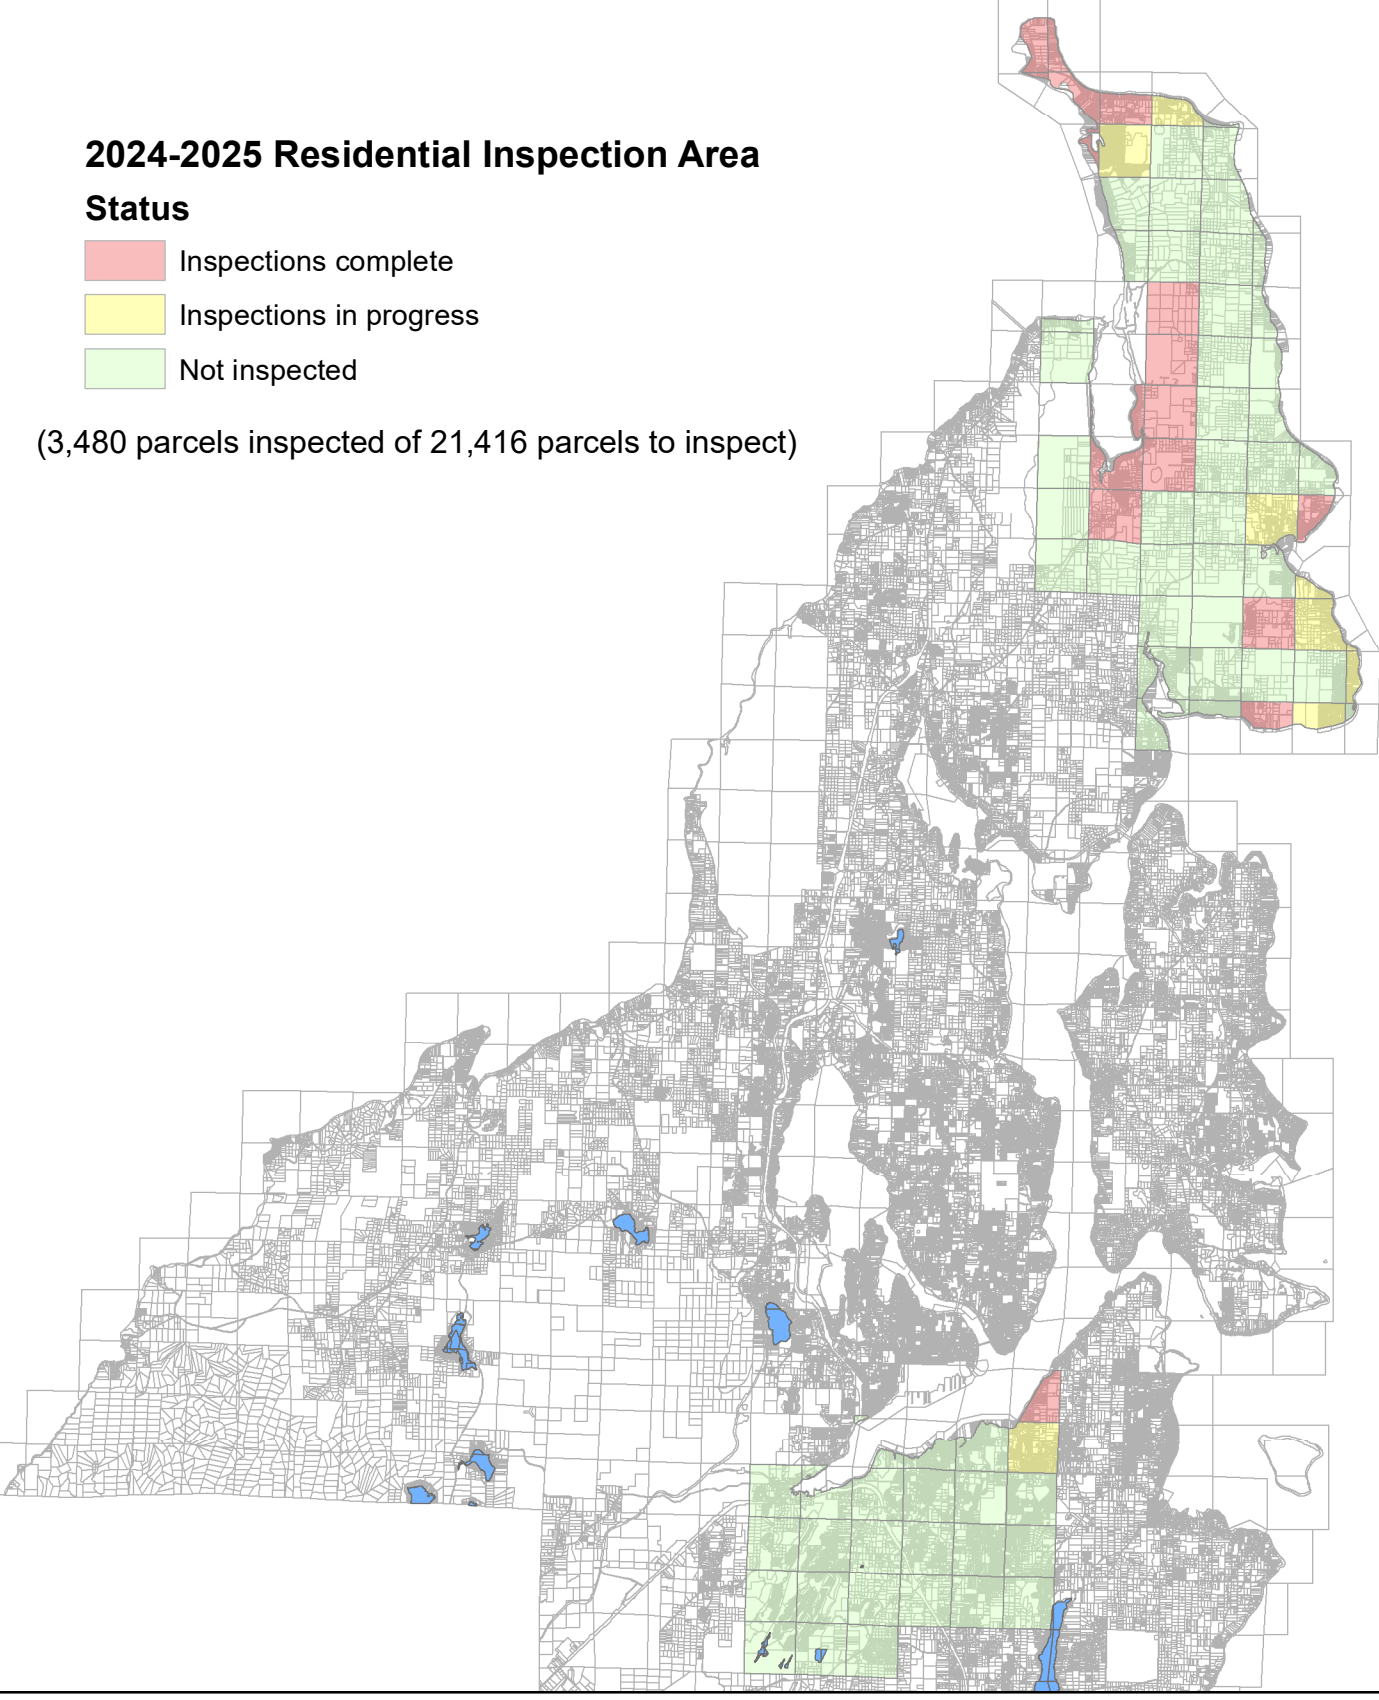 2024-2025 Residential Inspection Area
Status
Inspections complete
Inspections in progress
Not inspected
(3,480 parcels inspected of 21,416 parcels to inspect)